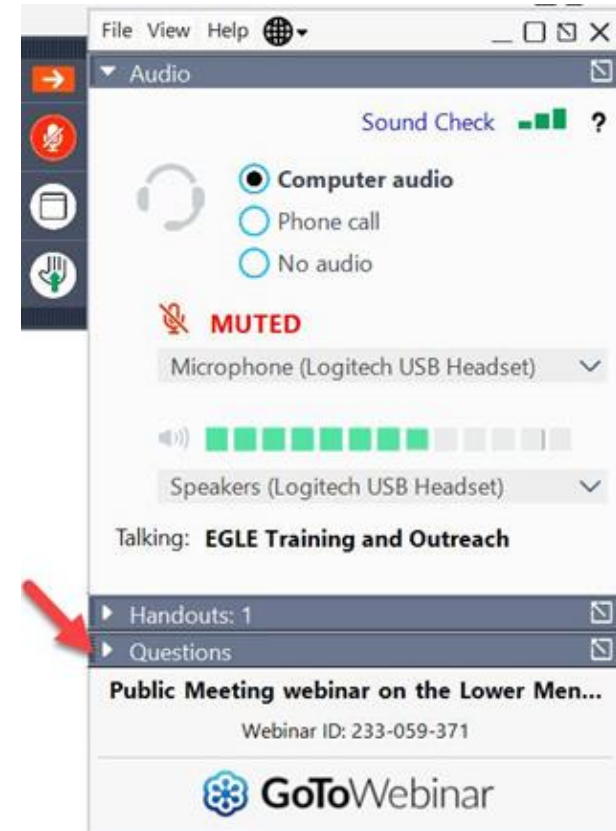 File View Help
Audio
Sound Check ?
Computer audio
Phone call
No audio
MUTED
Microphone (Logitech USB Headset)
Speakers (Logitech USB Headset)
Talking: EGLE Training and Outreach
Handouts: 1
Questions
Public Meeting webinar on the Lower Men...
Webinar ID: 233-059-371
GoToWebinar